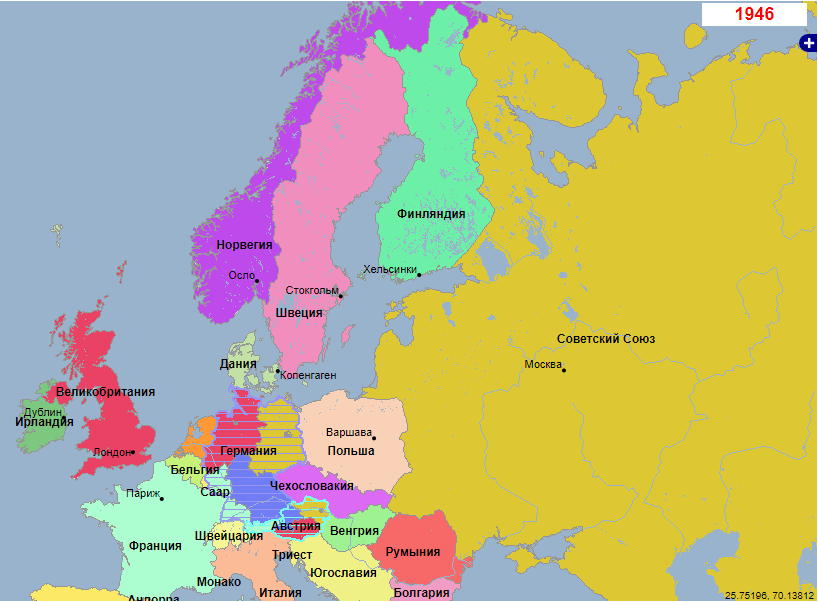 1946
Финляндия
Норвегия
Хельсинки
Осло
Стокгольм
Швеция
Советский Союз
Дания
Москва
Копенгаген
Великобритания
Дублин
Ирландия
Варшава
Лондон
Германия
Польша
Бельгия
Чехословакия
Париж
Саар
Австрия
Венгрия
Швейцария
Франция
Триест
Румыния
Югославия
Монако
Италия
Болгария
Андорра
25.75196, 70.13812